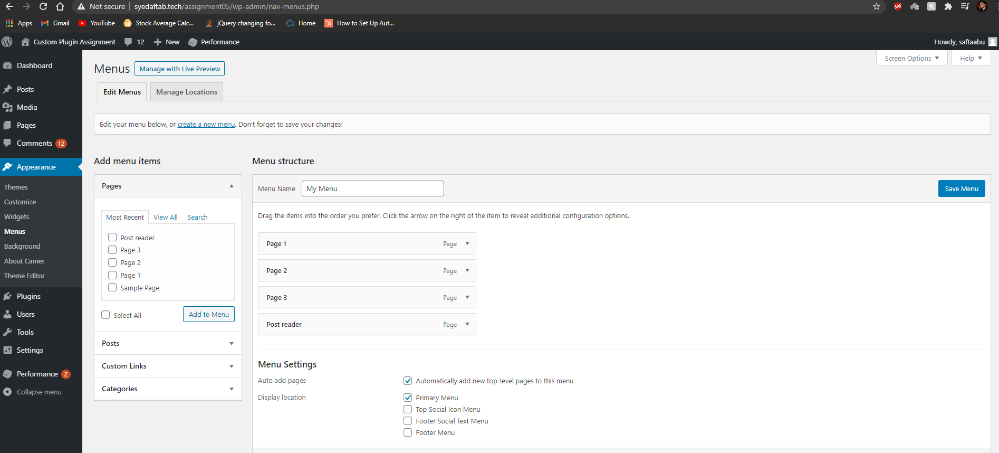 Not secure syedaftab.tech/assignment05/wp-admin/nav-menus.php
Apps Gmail YouTube Stock Average Calc... jQuery changing fo... Home How to Set Up Aut...
Custom Plugin Assignment 12 New Performance Howdy, saftaabu
Screen Options Help
Dashboard
Posts
Media
Pages
Comments 12
Appearance
Themes
Customize
Widgets
Menus
Background
About Camer
Theme Editor
Plugins
Users
Tools
Settings
Performance 2
Collapse menu
Menus Manage with Live Preview
Edit Menus Manage Locations
Edit your menu below, or create a new menu. Don't forget to save your changes!
Add menu items
Pages
Most Recent View All Search
Post reader
Page 3
Page 2
Page 1
Sample Page
Select All Add to Menu
Posts
Custom Links
Categories
Menu structure
Menu Name My Menu Save Menu
Drag the items into the order you prefer. Click the arrow on the right of the item to reveal additional configuration options.
Page 1 Page
Page 2 Page
Page 3 Page
Post reader Page
Menu Settings
Auto add pages Automatically add new top-level pages to this menu
Display location Primary Menu
Top Social Icon Menu
Footer Social Text Menu
Footer Menu